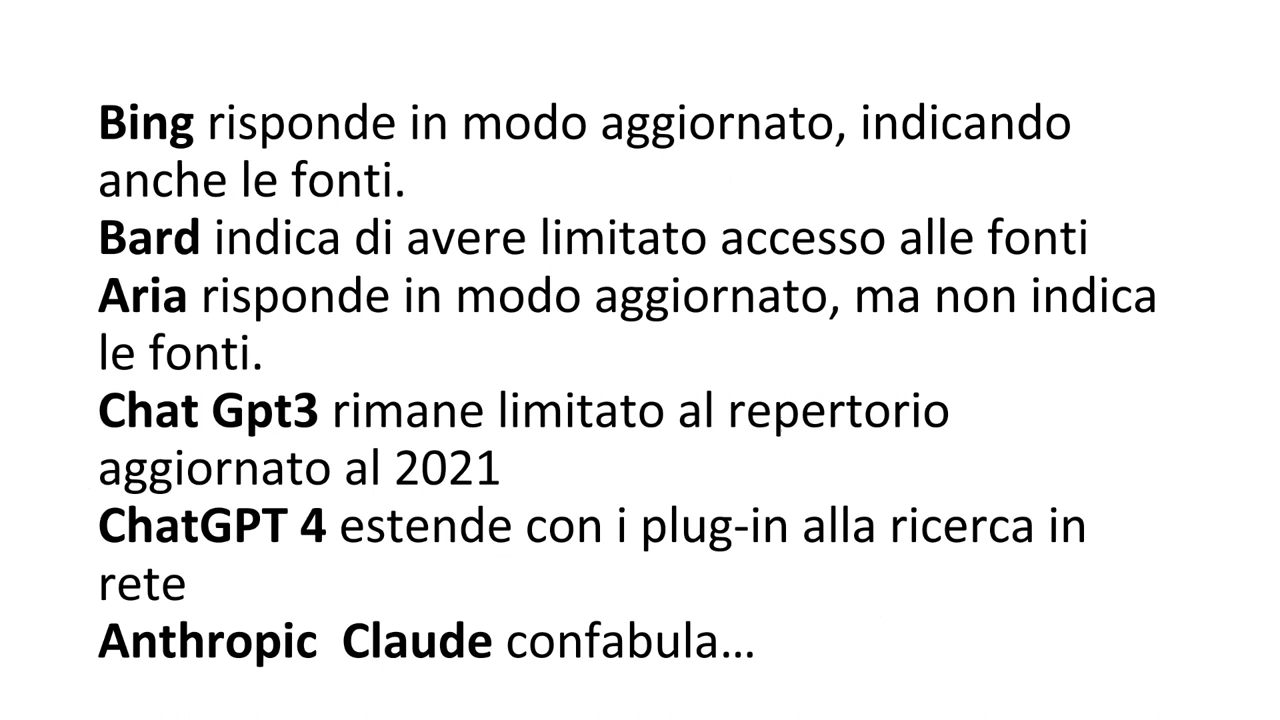 Bing risponde in modo aggiornato, indicando
anche le fonti.
Bard indica di avere limitato accesso alle fonti
Aria risponde in modo aggiornato, ma non indica
le fonti.
Chat Gpt3 rimane limitato al repertorio
aggiornato al 2021
ChatGPT 4 estende con i plug-in alla ricerca in
rete
Anthropic  Claude confabula…